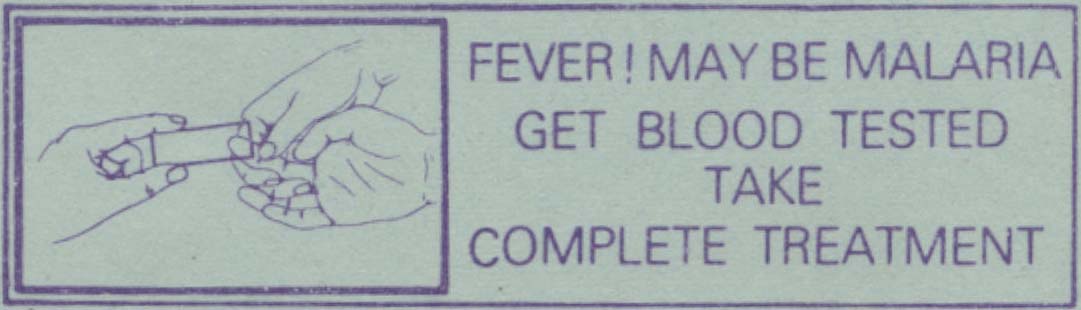 FEVER! MAY BE MALARIA
GET BLOOD TESTED
TAKE
COMPLETE TREATMENT